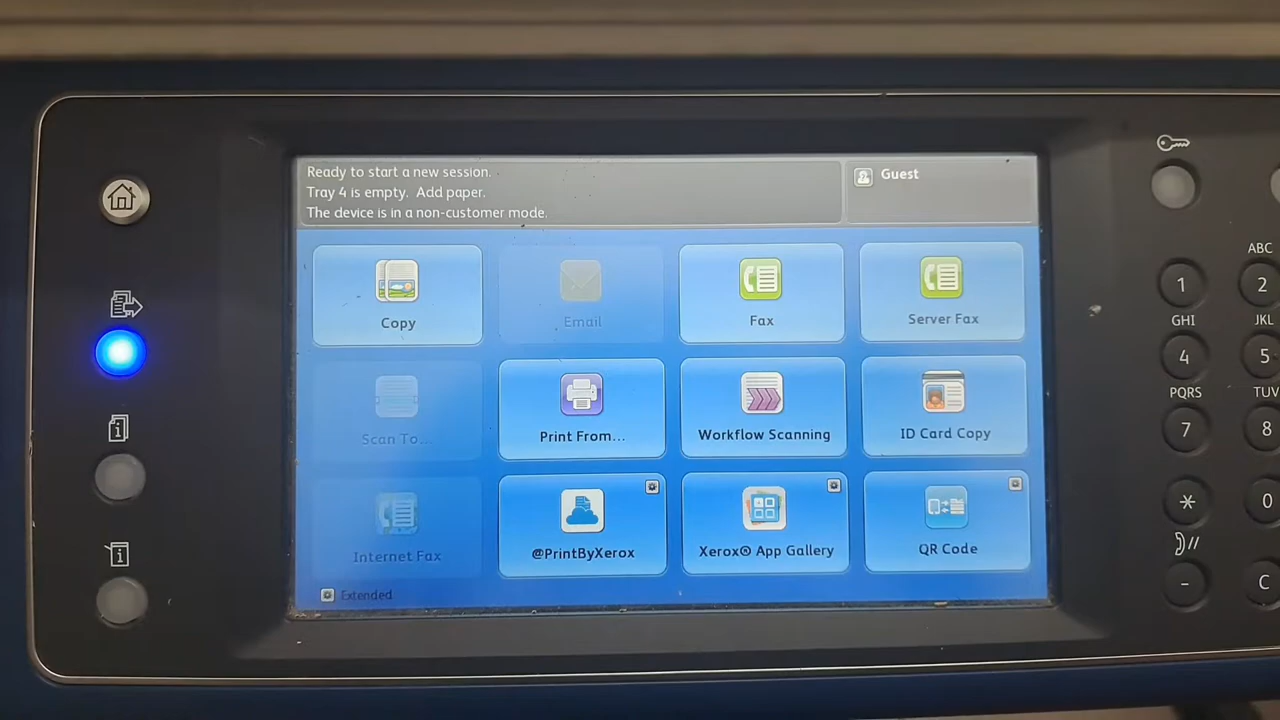 Ready to start a new session.
Tray 4 is empty.  Add paper.
The device is in a non-customer mode.
Guest
Copy
Email
Fax
Server Fax
Scan To...
Print From...
Workflow Scanning
ID Card Copy
Internet Fax
@PrintByXerox
Xerox® App Gallery
QR Code
Extended
ABC
1
2
GHI
JKL
4
5
PQRS
TUV
7
8
*
0
-
C